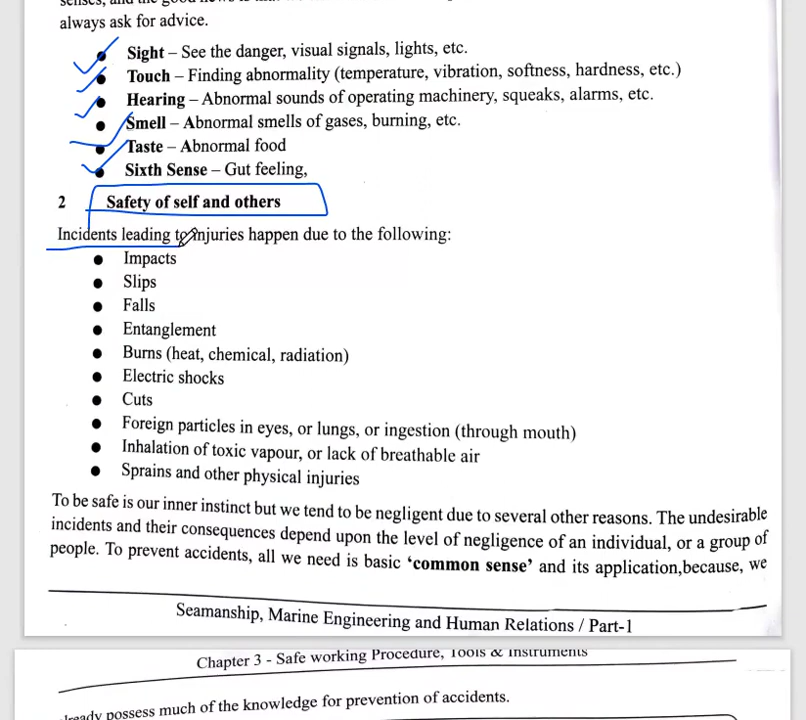 always ask for advice.
● Sight – See the danger, visual signals, lights, etc.
● Touch – Finding abnormality (temperature, vibration, softness, hardness, etc.)
● Hearing – Abnormal sounds of operating machinery, squeaks, alarms, etc.
● Smell – Abnormal smells of gases, burning, etc.
● Taste – Abnormal food
● Sixth Sense – Gut feeling,
2 Safety of self and others
Incidents leading to injuries happen due to the following:
● Impacts
● Slips
● Falls
● Entanglement
● Burns (heat, chemical, radiation)
● Electric shocks
● Cuts
● Foreign particles in eyes, or lungs, or ingestion (through mouth)
● Inhalation of toxic vapour, or lack of breathable air
● Sprains and other physical injuries
To be safe is our inner instinct but we tend to be negligent due to several other reasons. The undesirable
incidents and their consequences depend upon the level of negligence of an individual, or a group of
people. To prevent accidents, all we need is basic ‘common sense’ and its application,because, we
Seamanship, Marine Engineering and Human Relations / Part-1
Chapter 3 - Safe working Procedure, Tools & Instruments
possess much of the knowledge for prevention of accidents.